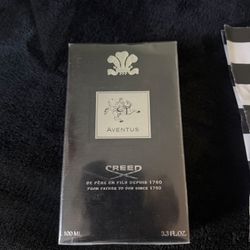 AVENTUS
CREED
DE PÈRE EN FILS DEPUIS 1760
FROM FATHER TO SON SINCE 1760
100 ML 3.3 FL.OZ.